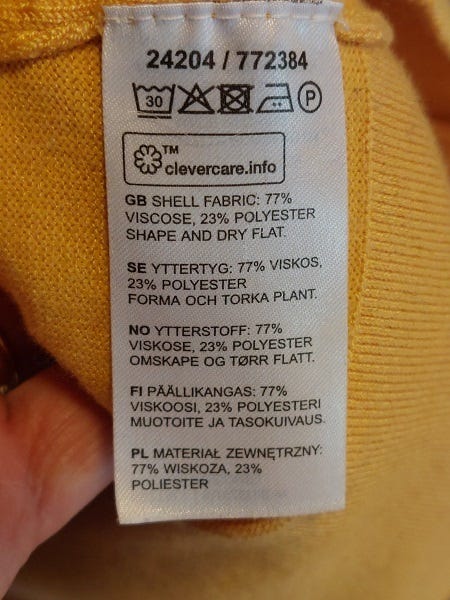 24204 / 772384
30
P
TM
clevercare.info
GB SHELL FABRIC: 77%
VISCOSE, 23% POLYESTER
SHAPE AND DRY FLAT.
SE YTTERTYG: 77% VISKOS,
23% POLYESTER
FORMA OCH TORKA PLANT.
NO YTTERSTOFF: 77%
VISKOSE, 23% POLYESTER
OMSKAPE OG TØRR FLATT.
FI PÄÄLLIKANGAS: 77%
VISKOOSI, 23% POLYESTERI
MUOTOITE JA TASOKUIVAUS.
PL MATERIAŁ ZEWNĘTRZNY:
77% WISKOZA, 23%
POLIESTER